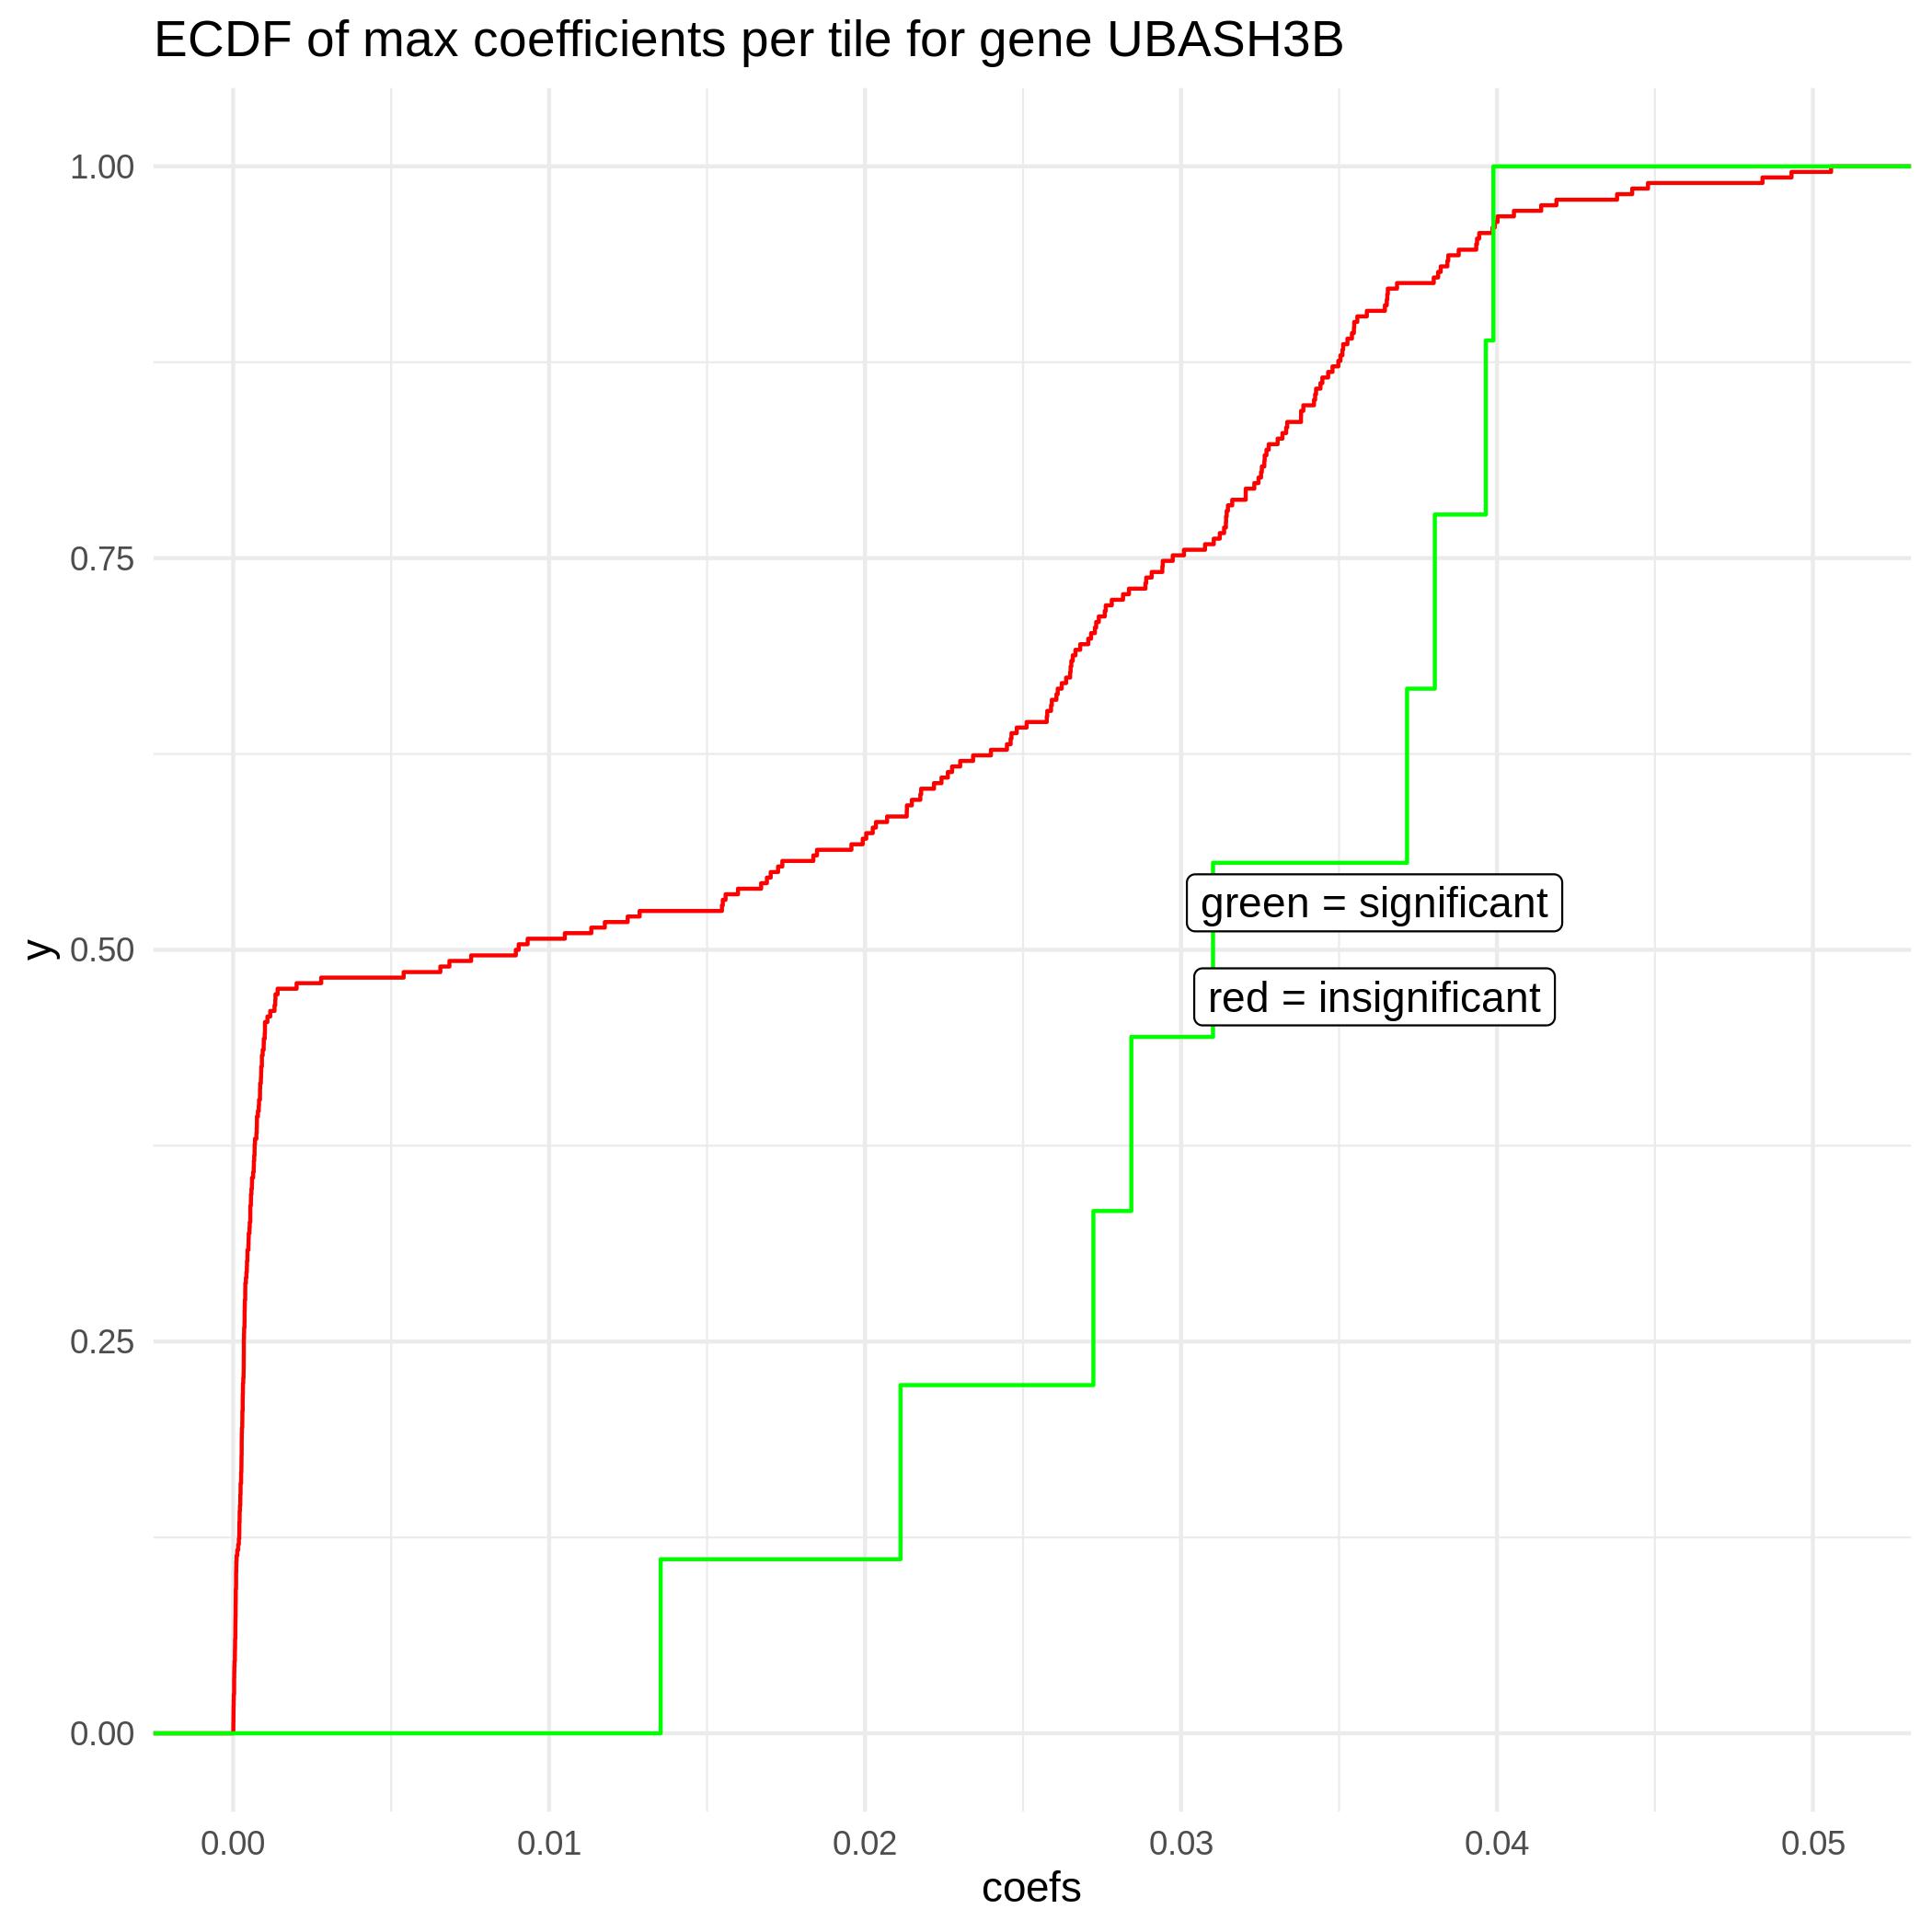 ECDF of max coefficients per tile for gene UBASH3B
1.00
0.75
0.50
0.25
0.00
y
green = significant
red = insignificant
0.00 0.01 0.02 0.03 0.04 0.05
coefs